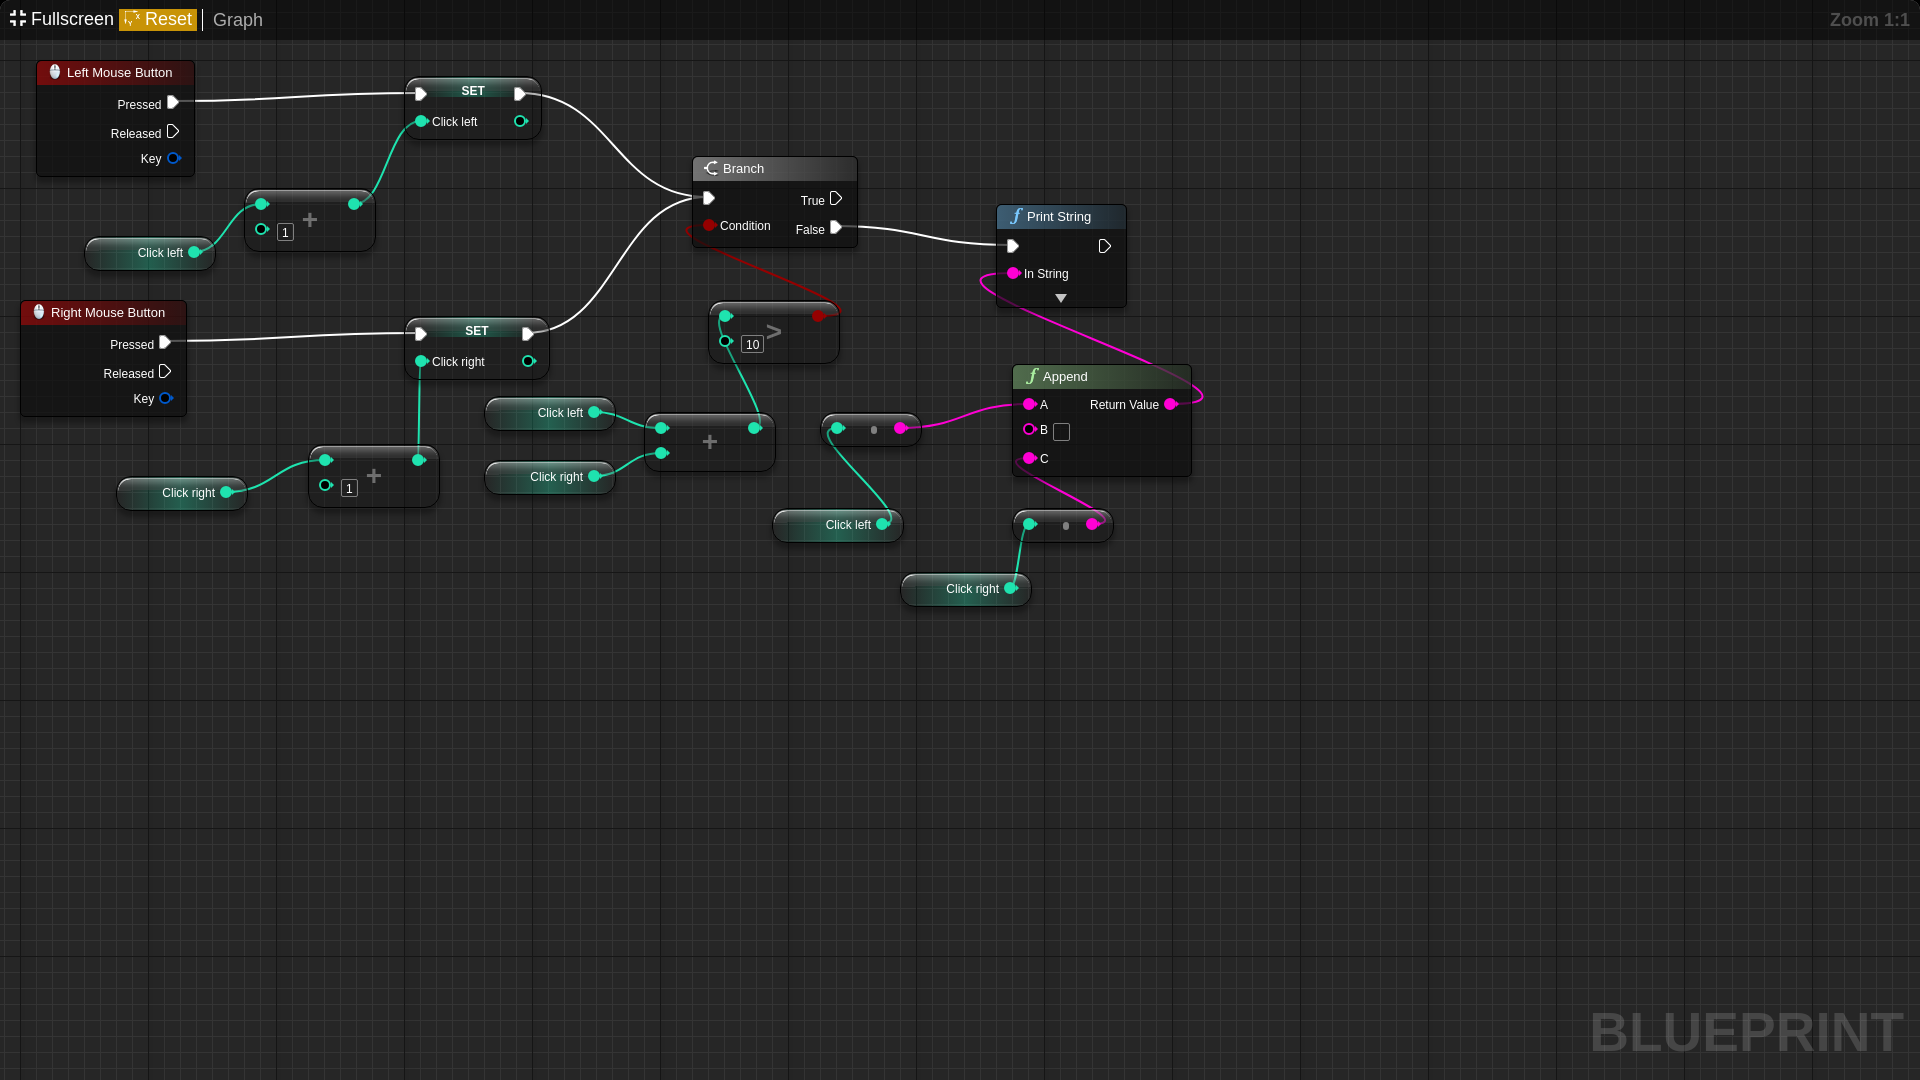 Fullscreen Reset Graph Zoom 1:1
Left Mouse Button
Pressed
Released
Key
SET
Click left
+
1
Click left
Right Mouse Button
Pressed
Released
Key
SET
Click right
+
1
Click right
Click left
Click right
+
Branch
True
Condition
False
>
10
Print String
In String
Append
A Return Value
B
C
Click left
Click right
BLUEPRINT